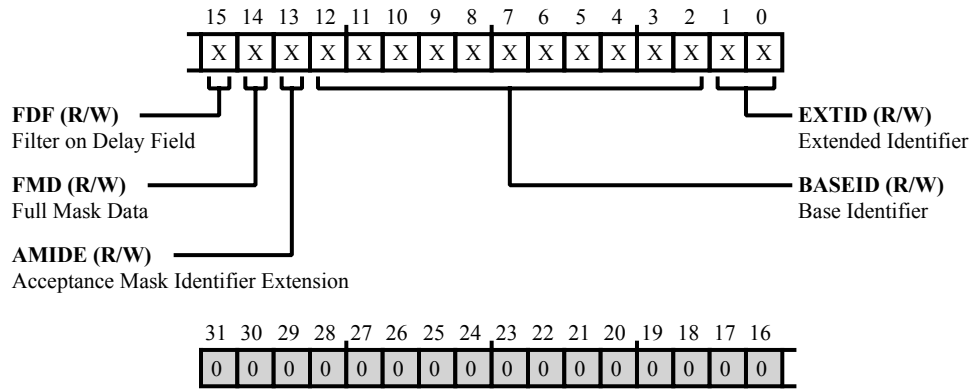 15 14 13 12 11 10 9 8 7 6 5 4 3 2 1 0
X X X X X X X X X X X X X X X X
FDF (R/W)
Filter on Delay Field
EXTID (R/W)
Extended Identifier
FMD (R/W)
Full Mask Data
BASEID (R/W)
Base Identifier
AMIDE (R/W)
Acceptance Mask Identifier Extension
31 30 29 28 27 26 25 24 23 22 21 20 19 18 17 16
0 0 0 0 0 0 0 0 0 0 0 0 0 0 0 0